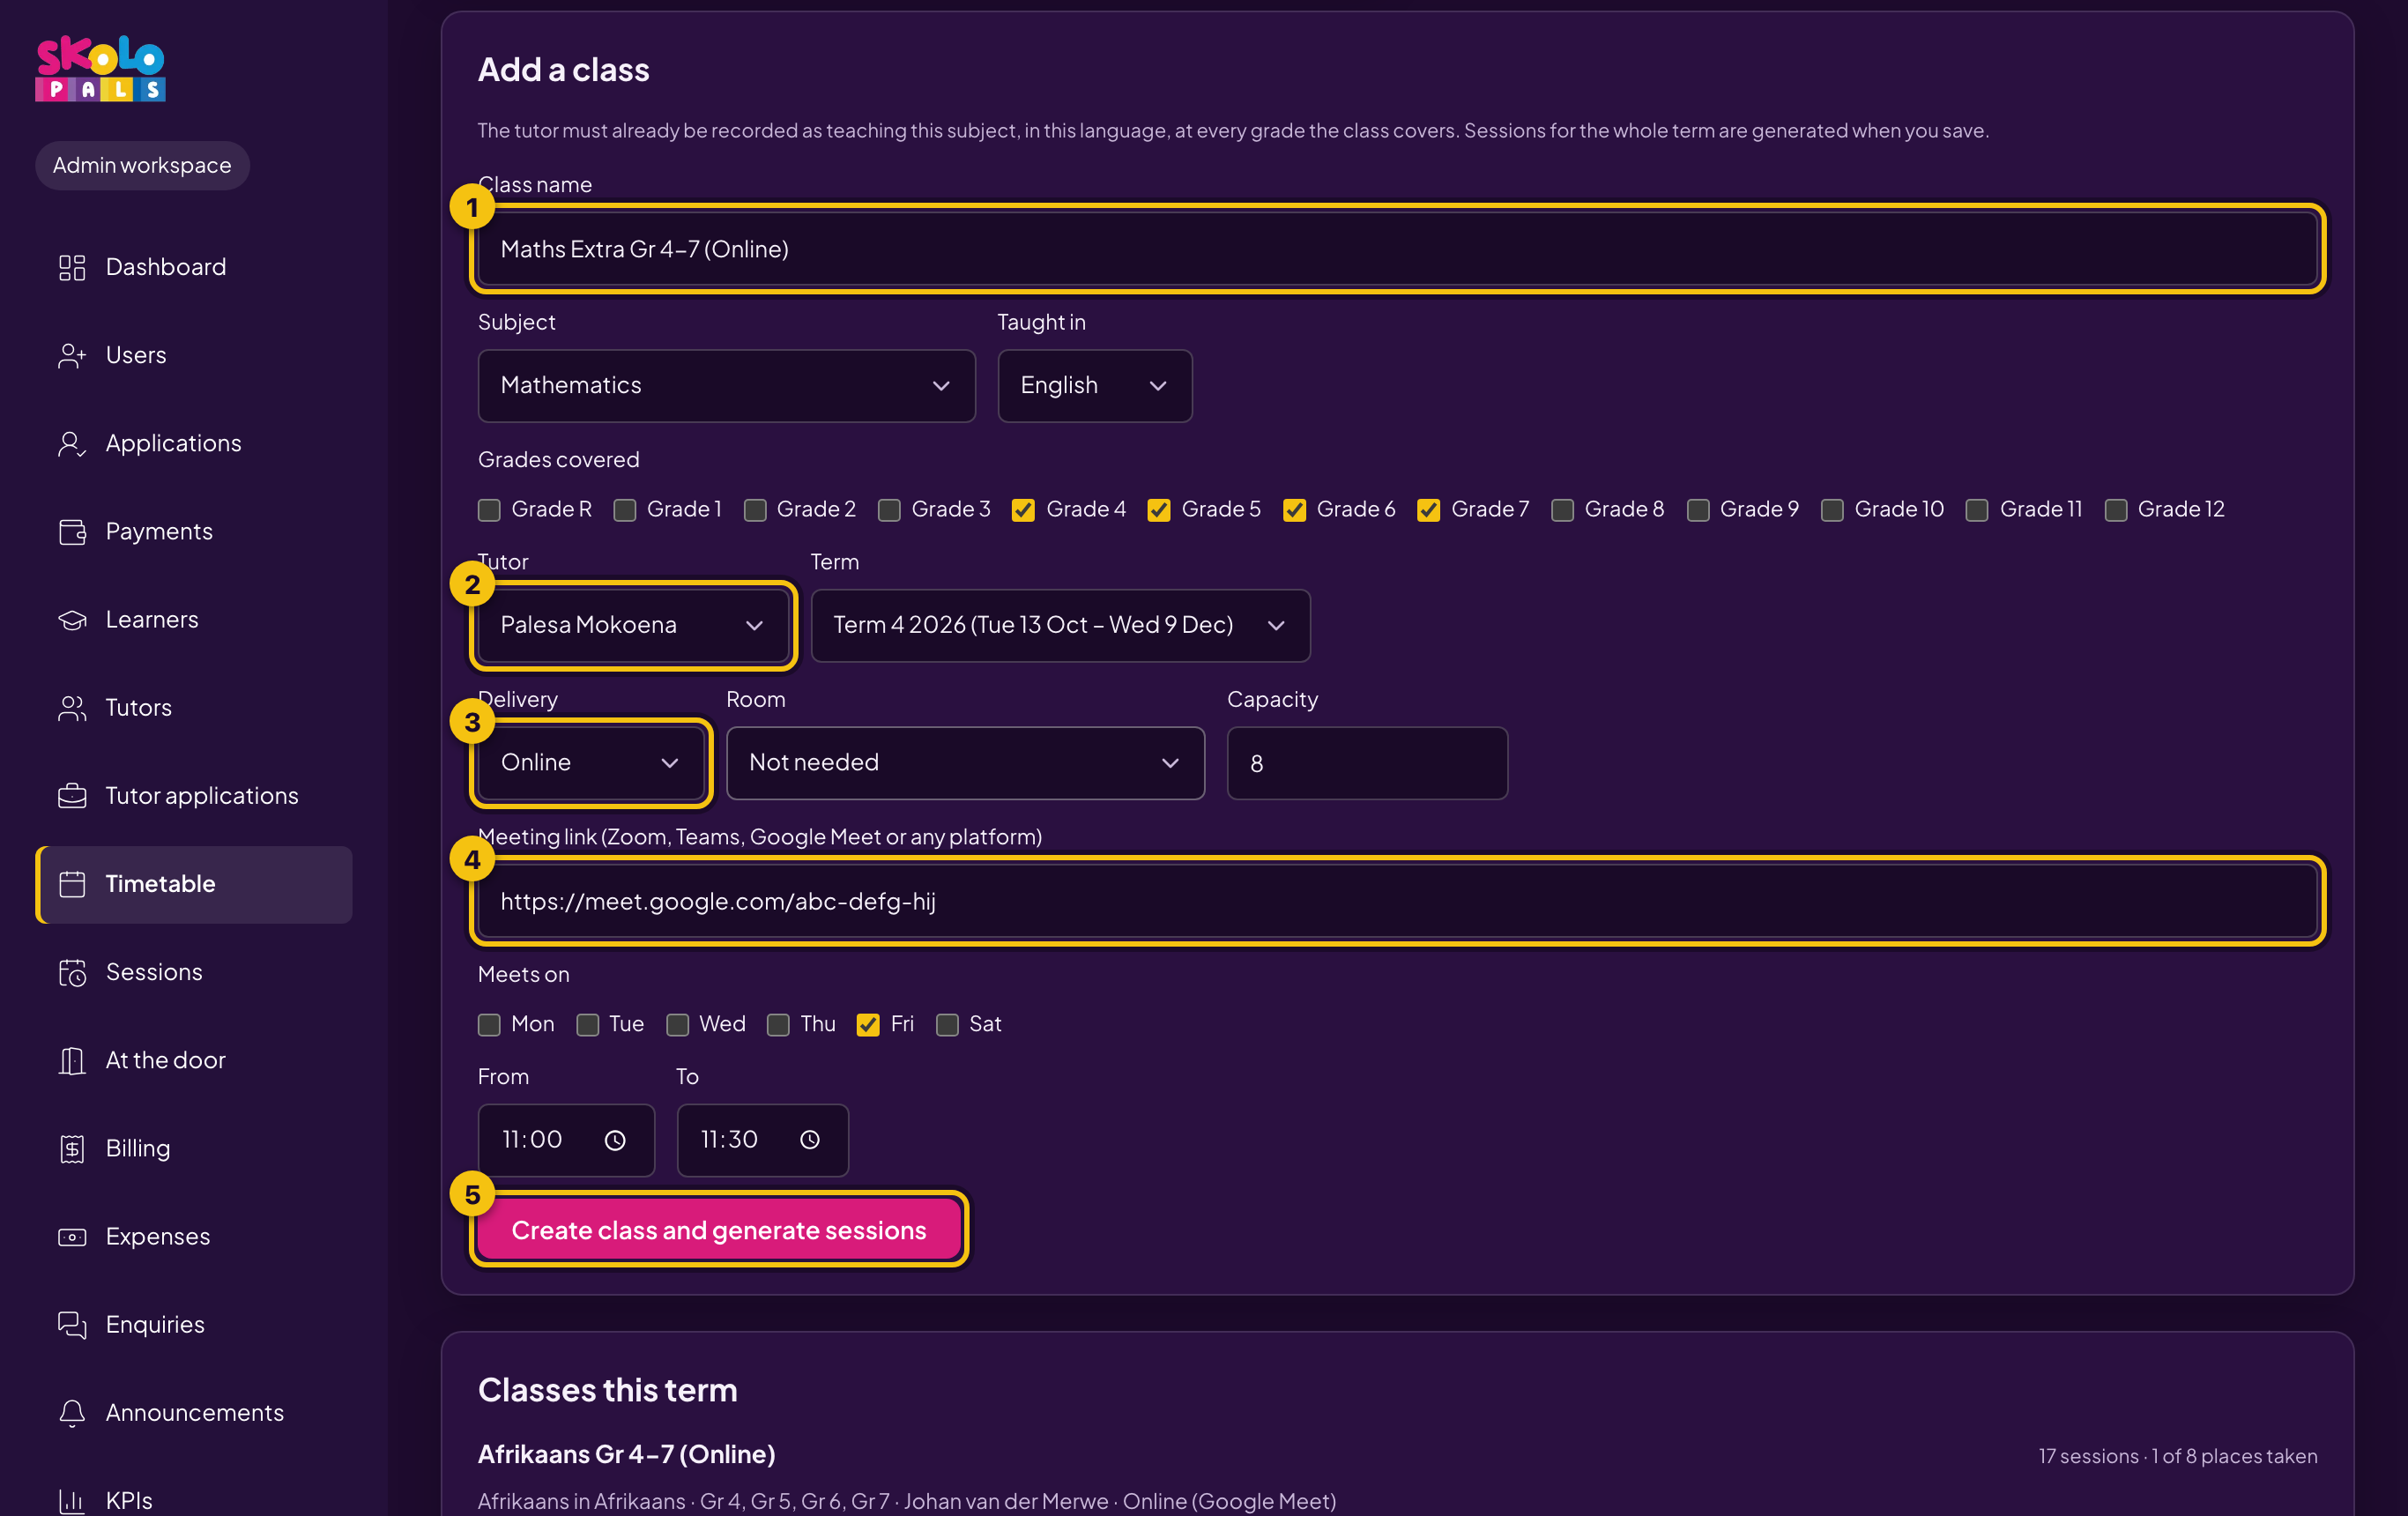 SKOLO
PALS
Admin workspace
Dashboard
Users
Applications
Payments
Learners
Tutors
Tutor applications
Timetable
Sessions
At the door
Billing
Expenses
Enquiries
Announcements
KPIs
Add a class
The tutor must already be recorded as teaching this subject, in this language, at every grade the class covers. Sessions for the whole term are generated when you save.
Class name
1
Maths Extra Gr 4–7 (Online)
Subject Taught in
Mathematics English
Grades covered
Grade R Grade 1 Grade 2 Grade 3 Grade 4 Grade 5 Grade 6 Grade 7 Grade 8 Grade 9 Grade 10 Grade 11 Grade 12
Tutor Term
2
Palesa Mokoena Term 4 2026 (Tue 13 Oct – Wed 9 Dec)
Delivery Room Capacity
3
Online Not needed 8
Meeting link (Zoom, Teams, Google Meet or any platform)
4
https://meet.google.com/abc-defg-hij
Meets on
Mon Tue Wed Thu Fri Sat
From To
11:00 11:30
5
Create class and generate sessions
Classes this term
Afrikaans Gr 4–7 (Online) 17 sessions · 1 of 8 places taken
Afrikaans in Afrikaans · Gr 4, Gr 5, Gr 6, Gr 7 · Johan van der Merwe · Online (Google Meet)